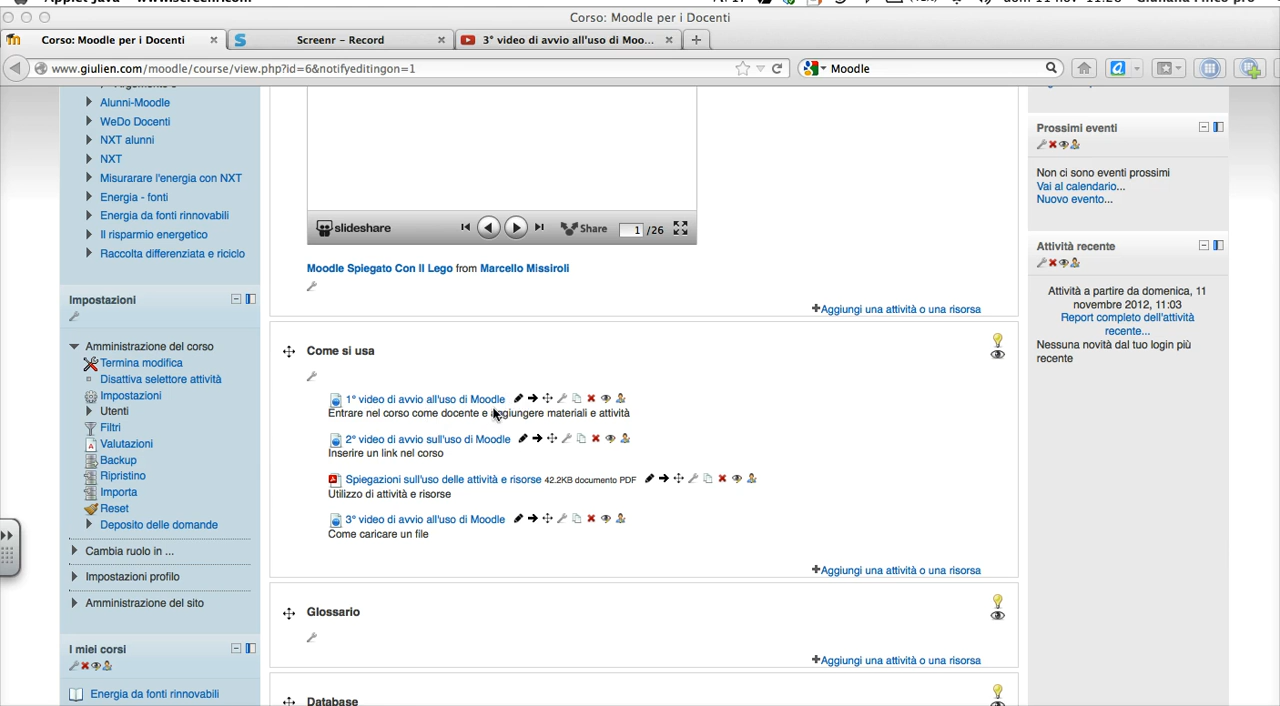 Applet Java - www.screenr.com
dom 11 nov 11:26 Giuliana Finco pro
Corso: Moodle per i Docenti
Corso: Moodle per i Docenti
Screenr - Record
3° video di avvio all'uso di Moo...
www.giulien.com/moodle/course/view.php?id=6&notifyeditingon=1
Moodle
Alunni-Moodle
WeDo Docenti
NXT alunni
NXT
Misurarare l'energia con NXT
Energia - fonti
Energia da fonti rinnovabili
Il risparmio energetico
Raccolta differenziata e riciclo
Impostazioni
Amministrazione del corso
Termina modifica
Disattiva selettore attività
Impostazioni
Utenti
Filtri
Valutazioni
Backup
Ripristino
Importa
Reset
Deposito delle domande
Cambia ruolo in ...
Impostazioni profilo
Amministrazione del sito
I miei corsi
Energia da fonti rinnovabili
slideshare
Share
1 /26
Moodle Spiegato Con Il Lego from Marcello Missiroli
Aggiungi una attività o una risorsa
Come si usa
1° video di avvio all'uso di Moodle
Entrare nel corso come docente e aggiungere materiali e attività
2° video di avvio sull'uso di Moodle
Inserire un link nel corso
Spiegazioni sull'uso delle attività e risorse 42.2KB documento PDF
Utilizzo di attività e risorse
3° video di avvio all'uso di Moodle
Come caricare un file
Aggiungi una attività o una risorsa
Glossario
Aggiungi una attività o una risorsa
Database
Prossimi eventi
Non ci sono eventi prossimi
Vai al calendario...
Nuovo evento...
Attività recente
Attività a partire da domenica, 11
novembre 2012, 11:03
Report completo dell'attività
recente...
Nessuna novità dal tuo login più
recente